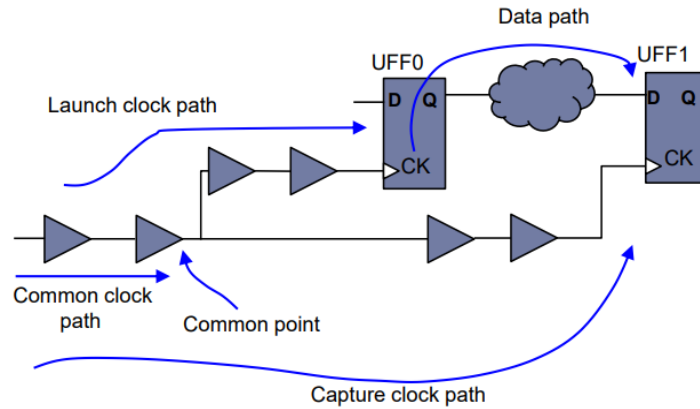 Data path
UFF0
UFF1
Launch clock path
D Q
D Q
CK
CK
Common clock
path
Common point
Capture clock path